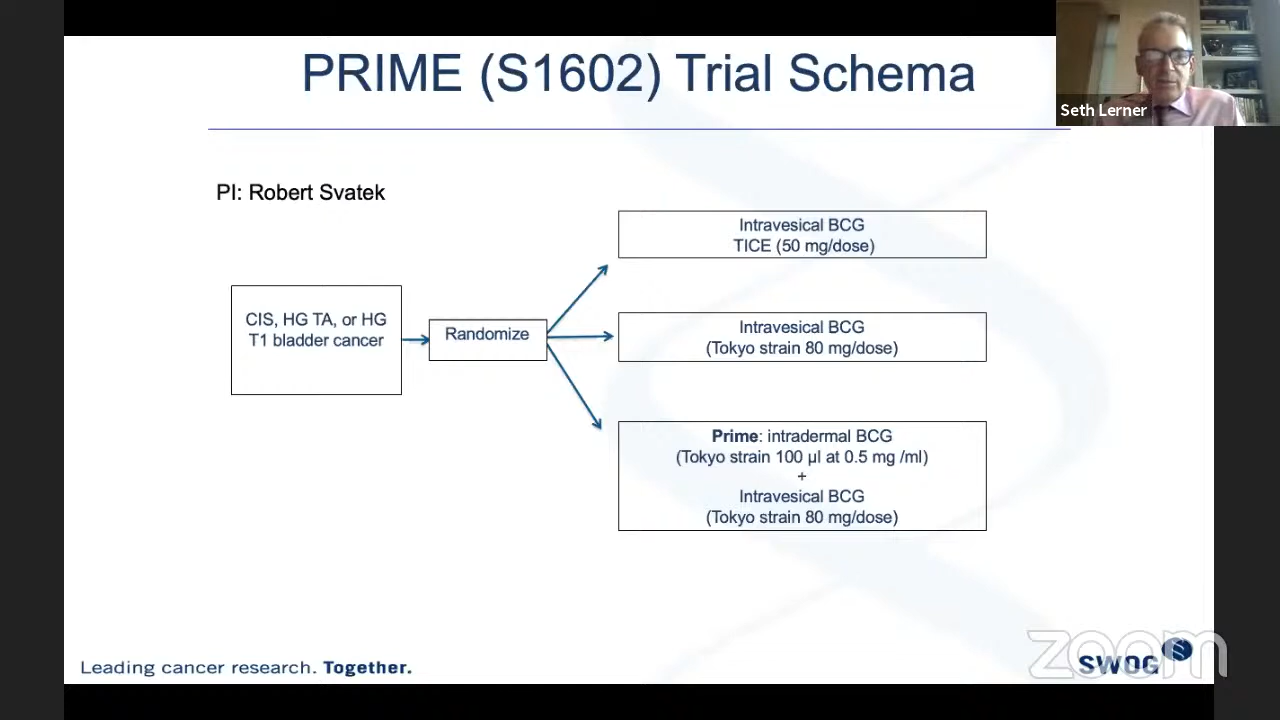 PRIME (S1602) Trial Schema
Seth Lerner
PI: Robert Svatek
Intravesical BCG
TICE (50 mg/dose)
CIS, HG TA, or HG
T1 bladder cancer
Randomize
Intravesical BCG
(Tokyo strain 80 mg/dose)
Prime: intradermal BCG
(Tokyo strain 100 µl at 0.5 mg /ml)
+
Intravesical BCG
(Tokyo strain 80 mg/dose)
Leading cancer research. Together.
SWOG
zoom